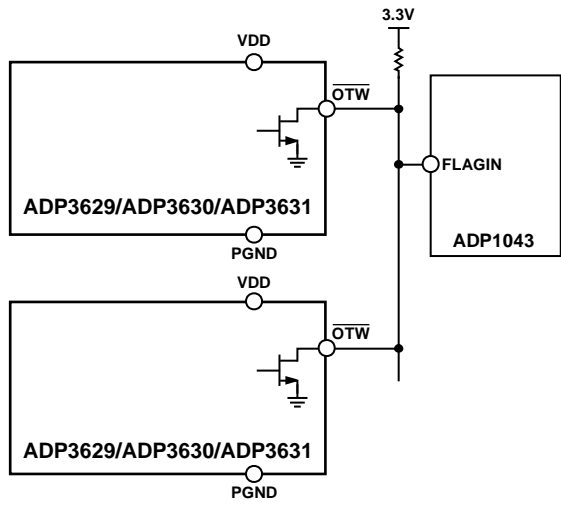 3.3V
VDD
OTW
FLAGIN
ADP3629/ADP3630/ADP3631
ADP1043
PGND
VDD
OTW
ADP3629/ADP3630/ADP3631
PGND